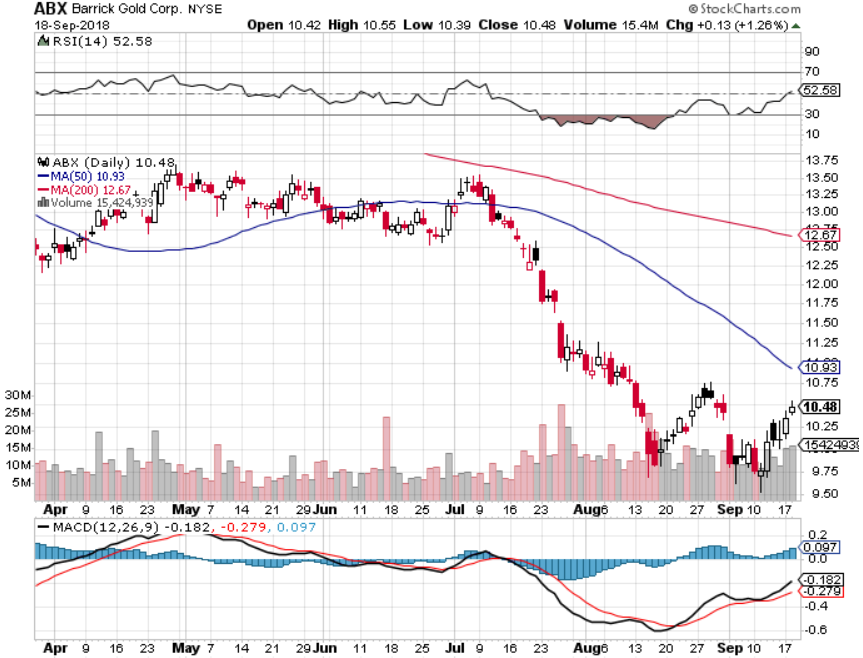 ABX Barrick Gold Corp. NYSE © StockCharts.com
18-Sep-2018 Open 10.42 High 10.55 Low 10.39 Close 10.48 Volume 15.4M Chg +0.13 (+1.26%)
RSI(14) 52.58
90
70
52.58
30
10
ABX (Daily) 10.48
MA(50) 10.93
MA(200) 12.67
Volume 15,424,939
13.75
13.50
13.25
13.00
12.67
12.50
12.25
12.00
11.75
11.50
11.25
10.93
10.75
10.48
10.25
15424939
9.75
9.50
30M
25M
20M
15M
10M
5M
Apr 9 16 23 May 7 14 21 29 Jun 11 18 25 Jul 9 16 23 Aug 6 13 20 27 Sep 10 17
MACD(12,26,9) -0.182, -0.279, 0.097
0.2
0.097
0.0
-0.182
-0.279
-0.4
-0.6
Apr 9 16 23 May 7 14 21 29 Jun 11 18 25 Jul 9 16 23 Aug 6 13 20 27 Sep 10 17